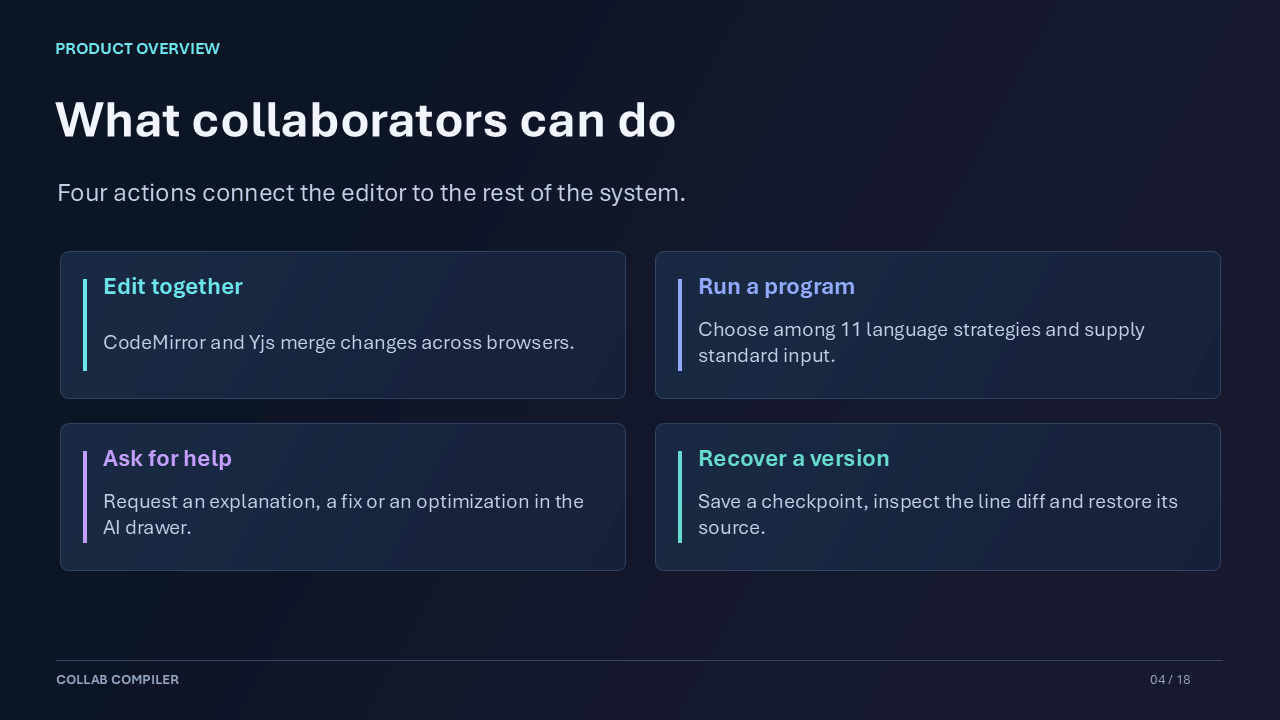 PRODUCT OVERVIEW
What collaborators can do
Four actions connect the editor to the rest of the system.
Edit together
CodeMirror and Yjs merge changes across browsers.
Run a program
Choose among 11 language strategies and supply
standard input.
Ask for help
Request an explanation, a fix or an optimization in the
AI drawer.
Recover a version
Save a checkpoint, inspect the line diff and restore its
source.
COLLAB COMPILER
04 / 18